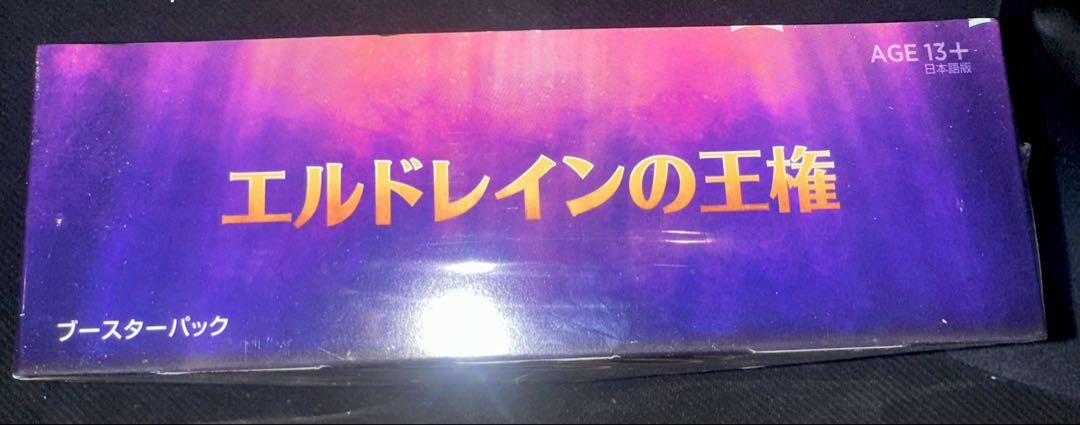 AGE 13+
日本語版
エルドレインの王権
ブースターパック